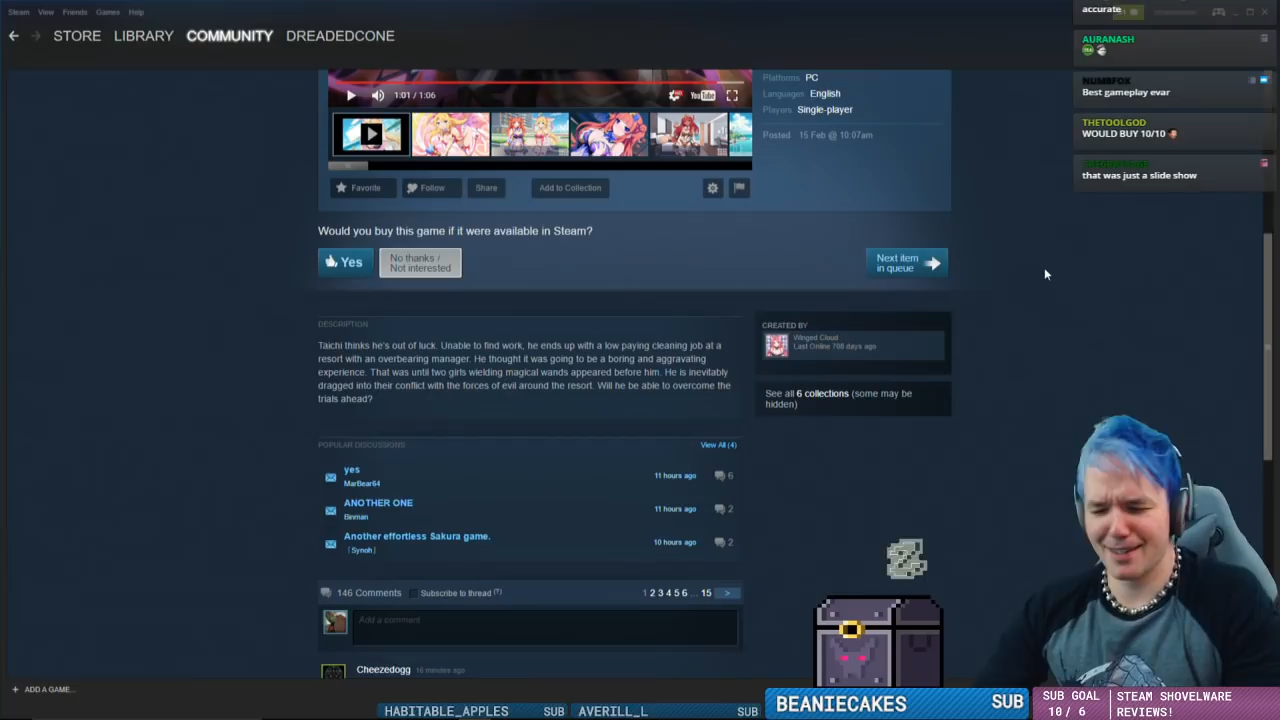 Steam View Friends Games Help
STORE LIBRARY COMMUNITY DREADEDCONE
Platforms PC
Languages English
Players Single-player
Posted 15 Feb @ 10:07am
1:01 / 1:06
YouTube
Favorite Follow Share Add to Collection
Would you buy this game if it were available in Steam?
Yes
No thanks /
Not interested
Next item
in queue
DESCRIPTION
Taichi thinks he's out of luck. Unable to find work, he ends up with a low paying cleaning job at a
resort with an overbearing manager. He thought it was going to be a boring and aggravating
experience. That was until two girls wielding magical wands appeared before him. He is inevitably
dragged into their conflict with the forces of evil around the resort. Will he be able to overcome the
trials ahead?
CREATED BY
Winged Cloud
Last Online 708 days ago
See all 6 collections (some may be
hidden)
POPULAR DISCUSSIONS View All (4)
yes
MarBear64
11 hours ago 6
ANOTHER ONE
Binman
11 hours ago 2
Another effortless Sakura game.
[Synoh]
10 hours ago 2
146 Comments Subscribe to thread (?) 1 2 3 4 5 6 ... 15 >
Add a comment
Cheezedogg 16 minutes ago
+ ADD A GAME...
accurate
AURANASH
NUMBFOX
Best gameplay evar
THETOOLGOD
WOULD BUY 10/10
that was just a slide show
HABITABLE_APPLES SUB AVERILL_L SUB
BEANIECAKES SUB
SUB GOAL
10 / 6
STEAM SHOVELWARE
REVIEWS!